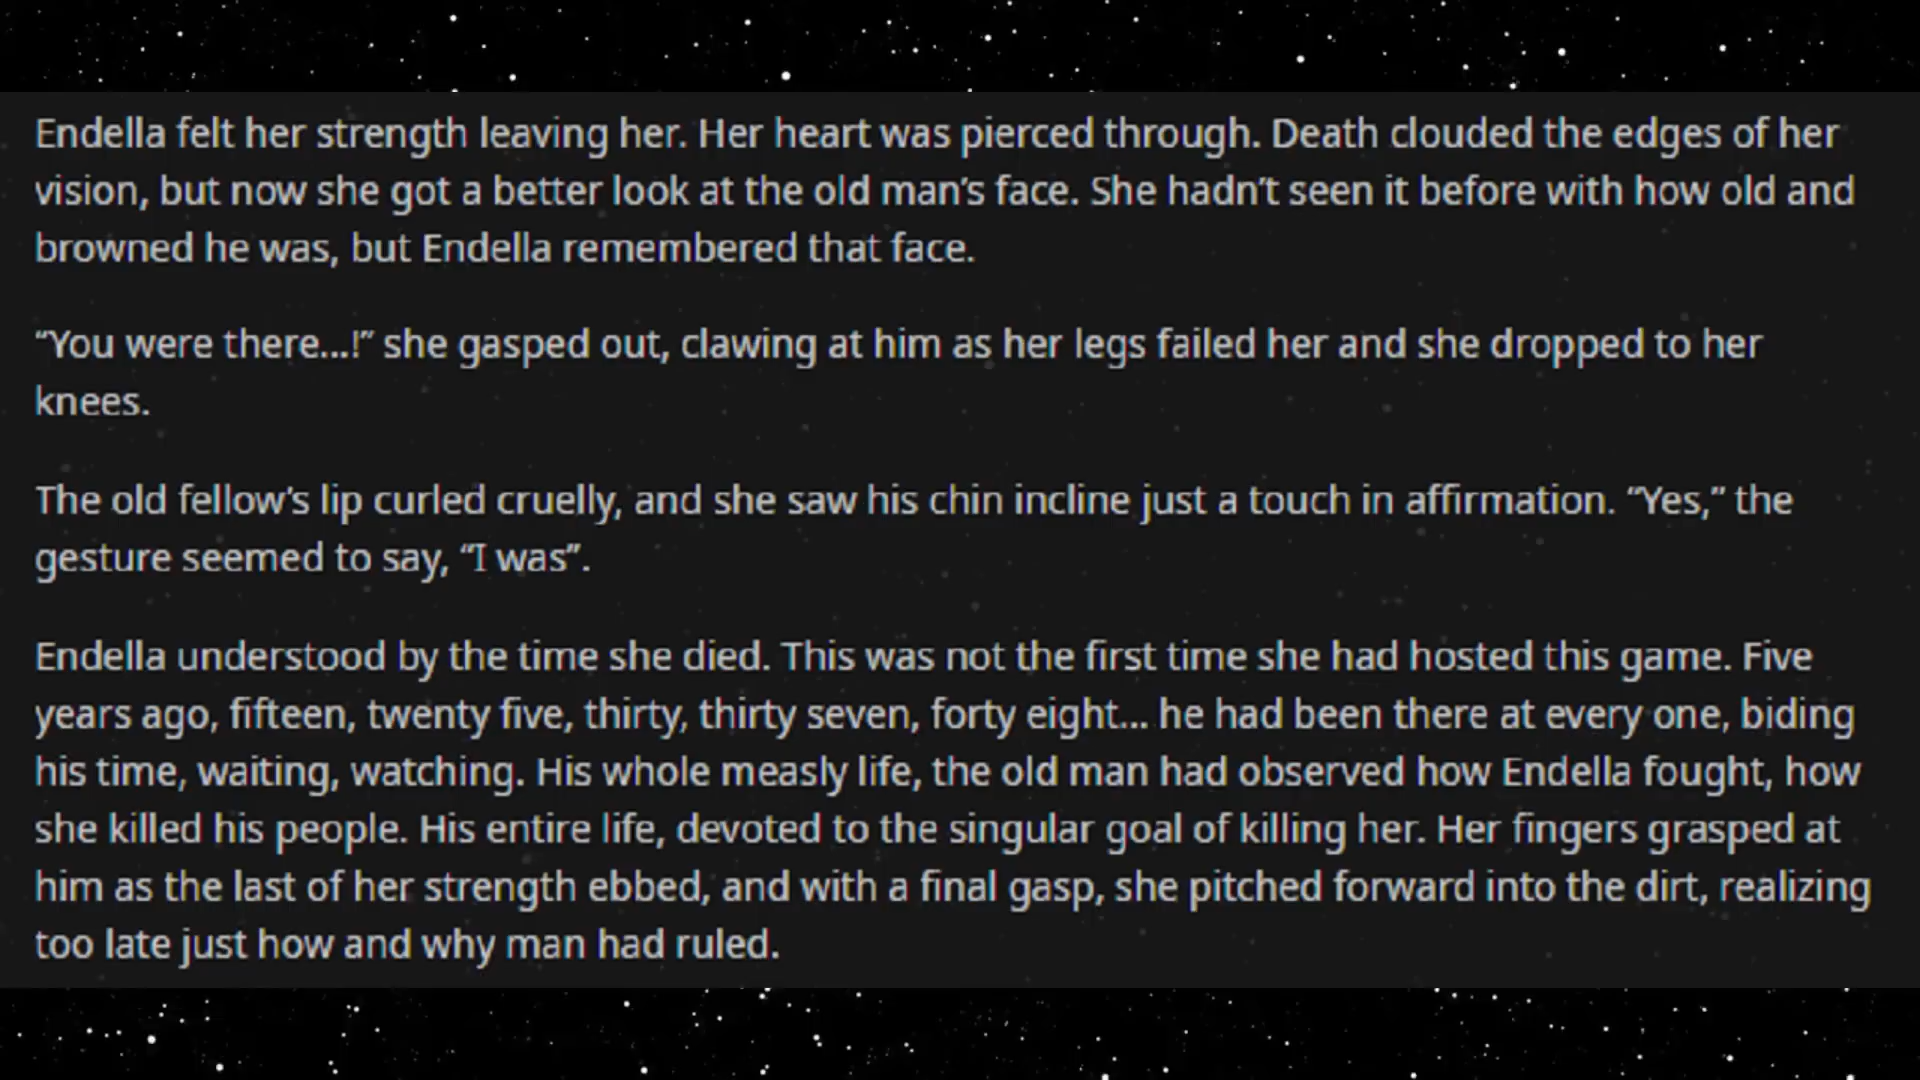 Endella felt her strength leaving her. Her heart was pierced through. Death clouded the edges of her
vision, but now she got a better look at the old man’s face. She hadn’t seen it before with how old and
browned he was, but Endella remembered that face.
“You were there...!” she gasped out, clawing at him as her legs failed her and she dropped to her
knees.
The old fellow’s lip curled cruelly, and she saw his chin incline just a touch in affirmation. “Yes,” the
gesture seemed to say, “I was”.
Endella understood by the time she died. This was not the first time she had hosted this game. Five
years ago, fifteen, twenty five, thirty, thirty seven, forty eight... he had been there at every one, biding
his time, waiting, watching. His whole measly life, the old man had observed how Endella fought, how
she killed his people. His entire life, devoted to the singular goal of killing her. Her fingers grasped at
him as the last of her strength ebbed, and with a final gasp, she pitched forward into the dirt, realizing
too late just how and why man had ruled.